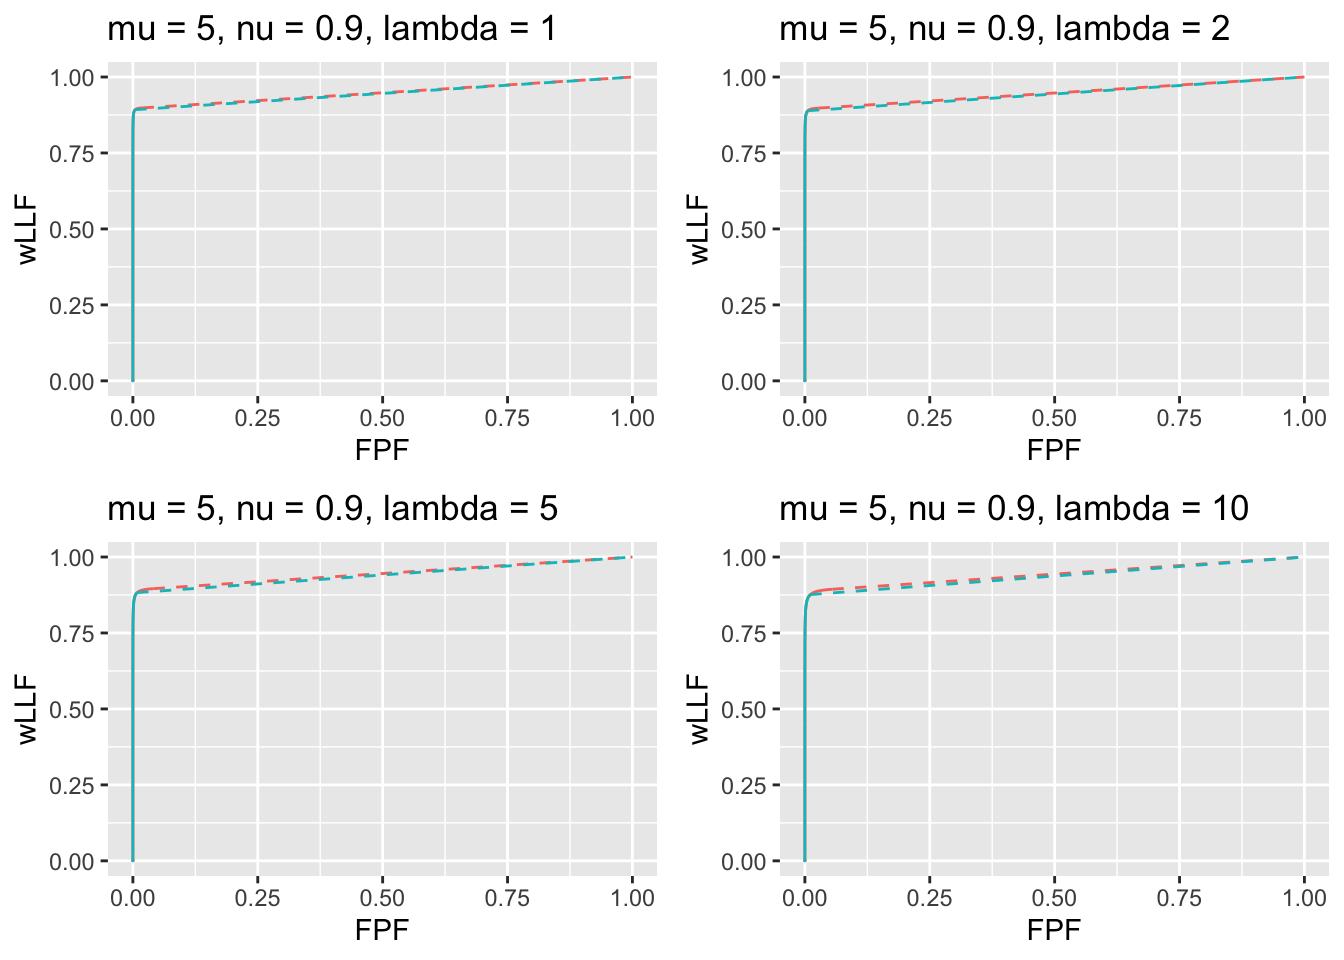 mu = 5, nu = 0.9, lambda = 1
1.00
0.75
0.50
0.25
0.00
wLLF
0.00 0.25 0.50 0.75 1.00
FPF
mu = 5, nu = 0.9, lambda = 2
1.00
0.75
0.50
0.25
0.00
wLLF
0.00 0.25 0.50 0.75 1.00
FPF
mu = 5, nu = 0.9, lambda = 5
1.00
0.75
0.50
0.25
0.00
wLLF
0.00 0.25 0.50 0.75 1.00
FPF
mu = 5, nu = 0.9, lambda = 10
1.00
0.75
0.50
0.25
0.00
wLLF
0.00 0.25 0.50 0.75 1.00
FPF